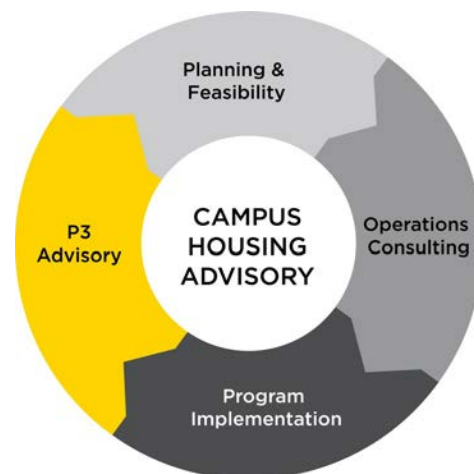 Planning &
Feasibility
Operations
Consulting
Program
Implementation
P3
Advisory
CAMPUS
HOUSING
ADVISORY